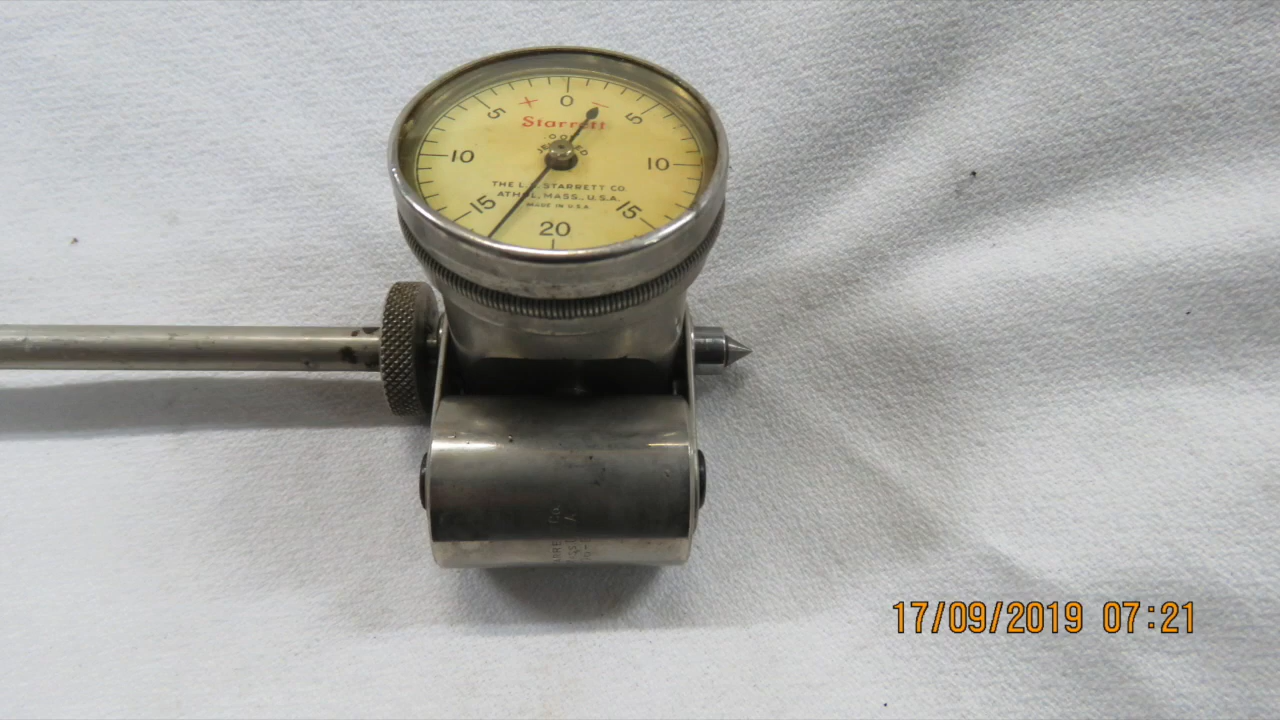 + 0 -
5 5
Starrett
JEWELED
10 10
THE L.S. STARRETT CO.
ATHOL, MASS., U.S.A.
MADE IN U.S.A.
15 15
20
17/09/2019 07:21